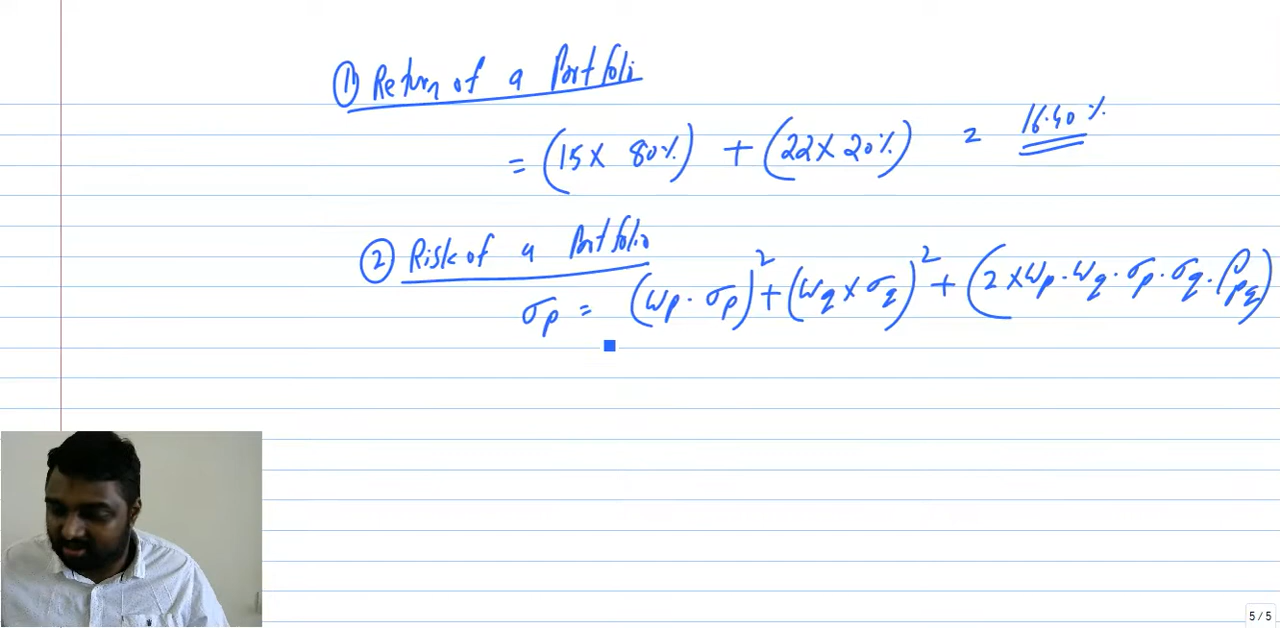 ① Return of a Portfoli
= (15 × 80%) + (22 × 20%) = 16.40%
② Risk of a Portfolio
σp = (wp · σp)² + (wq × σq)² + (2 × wp · wq · σp · σq · ρpq)
5/5